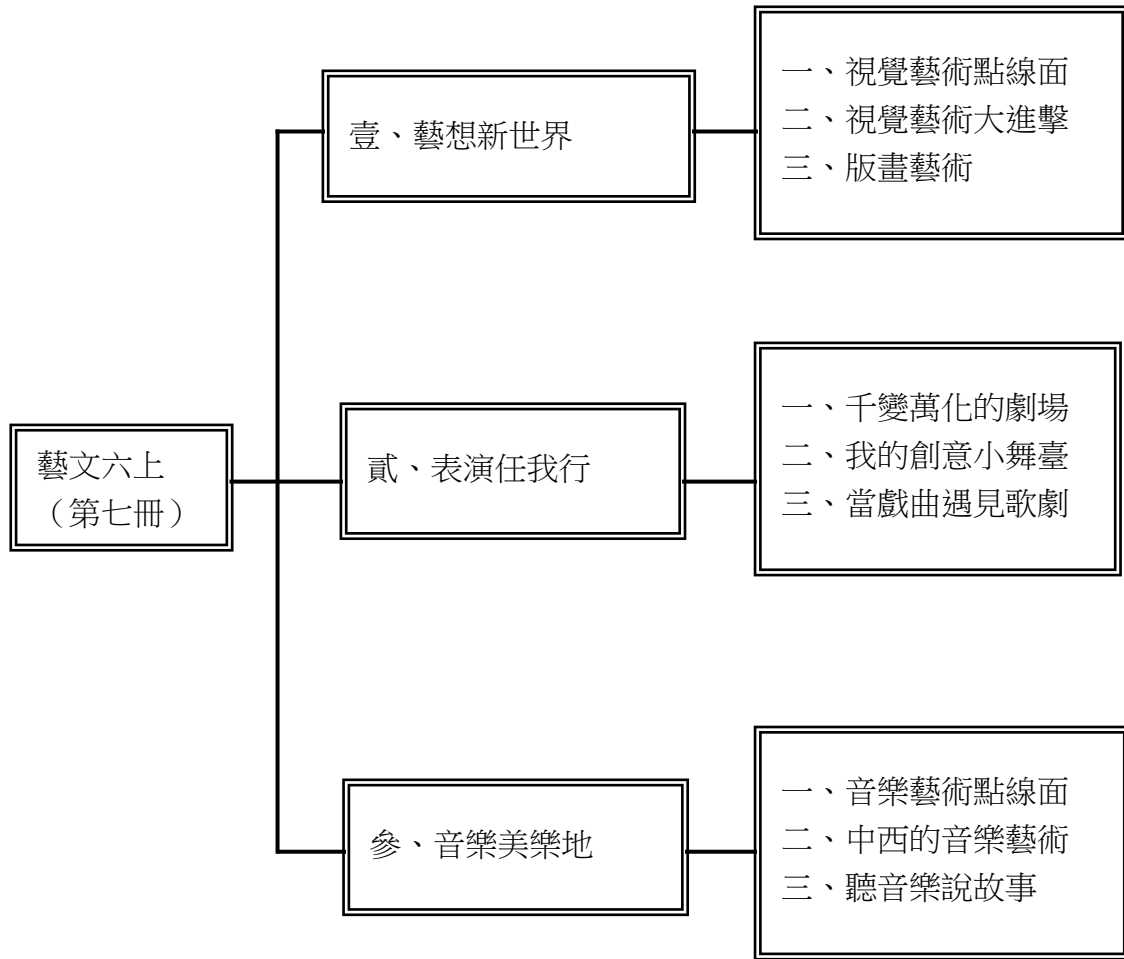 藝文六上
（第七冊）
壹、藝想新世界
一、視覺藝術點線面
二、視覺藝術大進擊
三、版畫藝術
貳、表演任我行
一、千變萬化的劇場
二、我的創意小舞臺
三、當戲曲遇見歌劇
參、音樂美樂地
一、音樂藝術點線面
二、中西的音樂藝術
三、聽音樂說故事